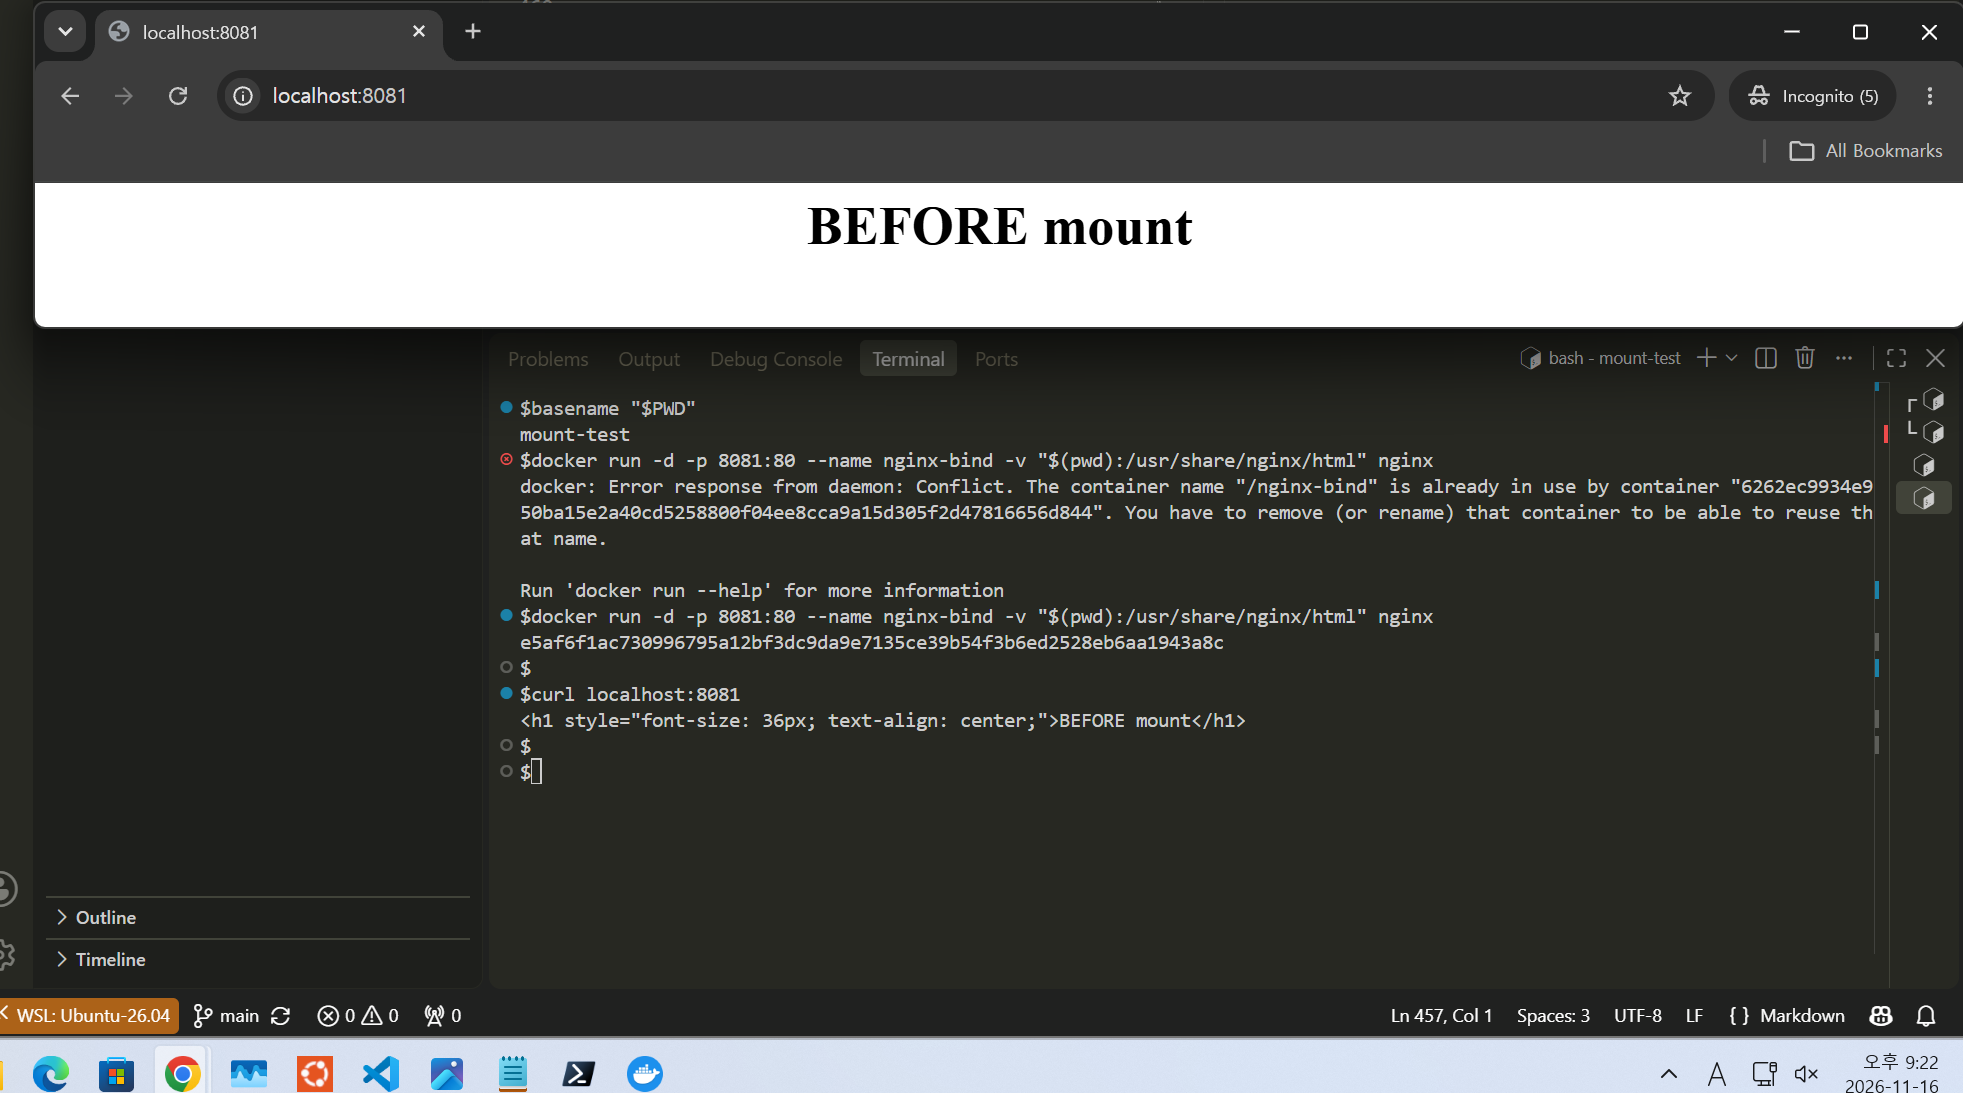 localhost:8081
localhost:8081
Incognito (5)
All Bookmarks
BEFORE mount
Problems Output Debug Console Terminal Ports
bash - mount-test
$basename "$PWD"
mount-test
$docker run -d -p 8081:80 --name nginx-bind -v "$(pwd):/usr/share/nginx/html" nginx
docker: Error response from daemon: Conflict. The container name "/nginx-bind" is already in use by container "6262ec9934e9
50ba15e2a40cd5258800f04ee8cca9a15d305f2d47816656d844". You have to remove (or rename) that container to be able to reuse th
at name.
Run 'docker run --help' for more information
$docker run -d -p 8081:80 --name nginx-bind -v "$(pwd):/usr/share/nginx/html" nginx
e5af6f1ac730996795a12bf3dc9da9e7135ce39b54f3b6ed2528eb6aa1943a8c
$
$curl localhost:8081
<h1 style="font-size: 36px; text-align: center;">BEFORE mount</h1>
$
$
Outline
Timeline
WSL: Ubuntu-26.04 main 0 0 0 Ln 457, Col 1 Spaces: 3 UTF-8 LF { } Markdown
A
오후 9:22
2026-11-16